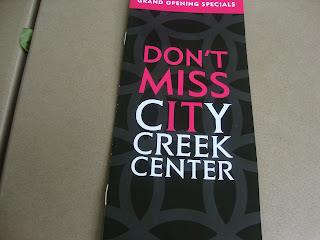 GRAND OPENING SPECIALS
DON'T
MISS
CITY
CREEK
CENTER